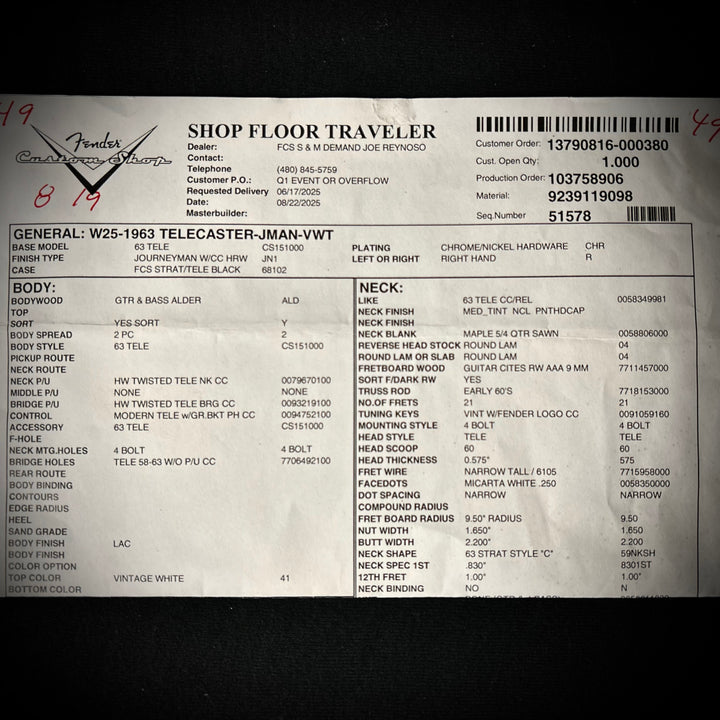 49
49
Fender
Custom Shop
8 19
SHOP FLOOR TRAVELER
Dealer: FCS S & M DEMAND JOE REYNOSO
Contact:
Telephone (480) 845-5759
Customer P.O.: Q1 EVENT OR OVERFLOW
Requested Delivery 06/17/2025
Date: 08/22/2025
Masterbuilder:
Customer Order: 13790816-000380
Cust. Open Qty: 1.000
Production Order: 103758906
Material: 9239119098
Seq.Number 51578
GENERAL: W25-1963 TELECASTER-JMAN-VWT
BASE MODEL 63 TELE CS151000 PLATING CHROME/NICKEL HARDWARE CHR
FINISH TYPE JOURNEYMAN W/CC HRW JN1 LEFT OR RIGHT RIGHT HAND R
CASE FCS STRAT/TELE BLACK 68102
BODY:
BODYWOOD GTR & BASS ALDER ALD
TOP
SORT YES SORT Y
BODY SPREAD 2 PC 2
BODY STYLE 63 TELE CS151000
PICKUP ROUTE
NECK ROUTE
NECK P/U HW TWISTED TELE NK CC 0079670100
MIDDLE P/U NONE NONE
BRIDGE P/U HW TWISTED TELE BRG CC 0093219100
CONTROL MODERN TELE w/GR.BKT PH CC 0094752100
ACCESSORY 63 TELE CS151000
F-HOLE
NECK MTG.HOLES 4 BOLT 4 BOLT
BRIDGE HOLES TELE 58-63 W/O P/U CC 7706492100
REAR ROUTE
BODY BINDING
CONTOURS
EDGE RADIUS
HEEL
SAND GRADE
BODY FINISH LAC
BODY FINISH
COLOR OPTION
TOP COLOR VINTAGE WHITE 41
BOTTOM COLOR
NECK:
LIKE 63 TELE CC/REL 0058349981
NECK FINISH MED_TINT NCL PNTHDCAP
NECK FINISH
NECK BLANK MAPLE 5/4 QTR SAWN 0058806000
REVERSE HEAD STOCK ROUND LAM 04
ROUND LAM OR SLAB ROUND LAM 04
FRETBORD WOOD GUITAR CITES RW AAA 9 MM 7711457000
SORT F/DARK RW YES
TRUSS ROD EARLY 60'S 7718153000
NO.OF FRETS 21 21
TUNING KEYS VINT W/FENDER LOGO CC 0091059160
MOUNTING STYLE 4 BOLT 4 BOLT
HEAD STYLE TELE TELE
HEAD SCOOP 60 60
HEAD THICKNESS 0.575" 575
FRET WIRE NARROW TALL / 6105 7715958000
FACEDOTS MICARTA WHITE .250 0058350000
DOT SPACING NARROW NARROW
COMPOUND RADIUS
FRET BOARD RADIUS 9.50" RADIUS 9.50
NUT WIDTH 1.650" 1.650
BUTT WIDTH 2.200" 2.200
NECK SHAPE 63 STRAT STYLE "C" 59NKSH
NECK SPEC 1ST .830" 8301ST
12TH FRET 1.00" 1.00"
NECK BINDING NO N